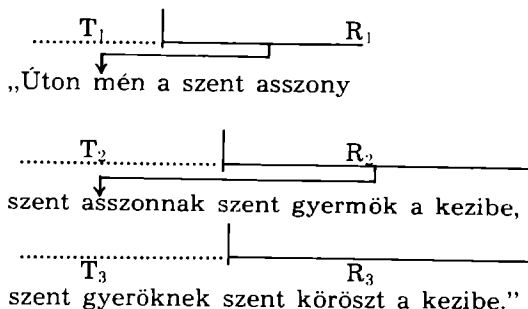 T₁ R₁
„Úton mén a szent asszony
T₂ R₂
szent asszonnak szent gyermök a kezibe,
T₃ R₃
szent gyeröknek szent köröszt a kezibe.”